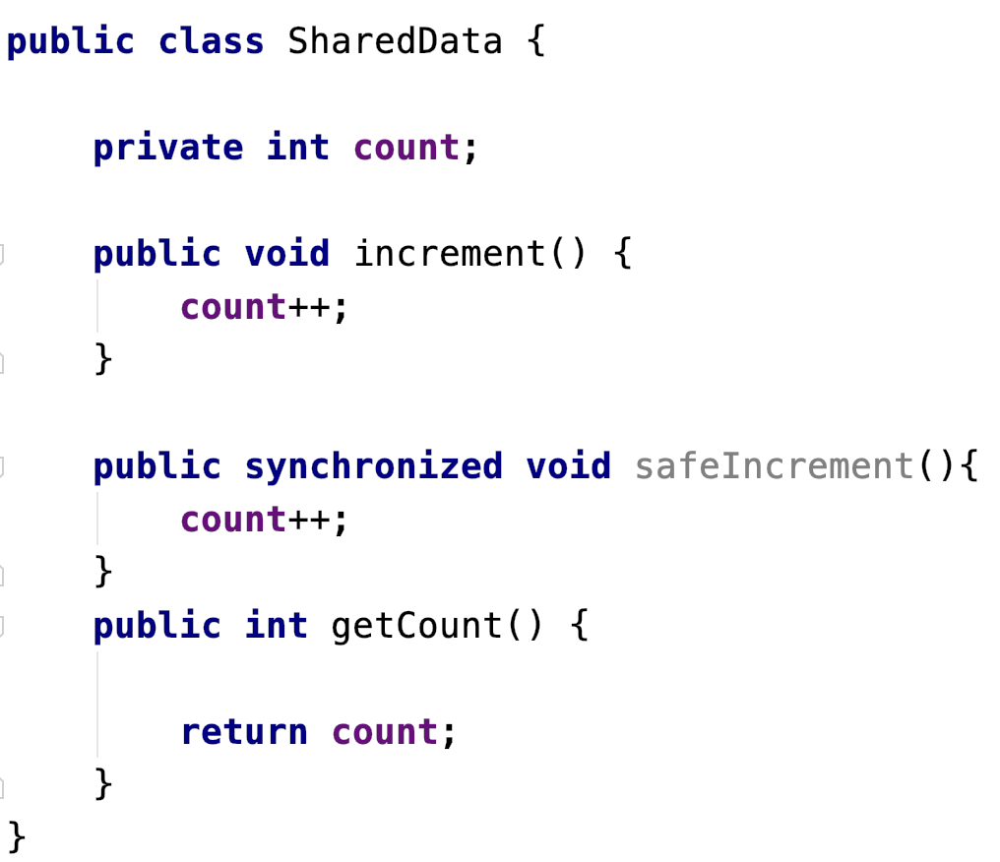 public class SharedData {
private int count;
public void increment() {
count++;
}
public synchronized void safeIncrement(){
count++;
}
public int getCount() {
return count;
}
}